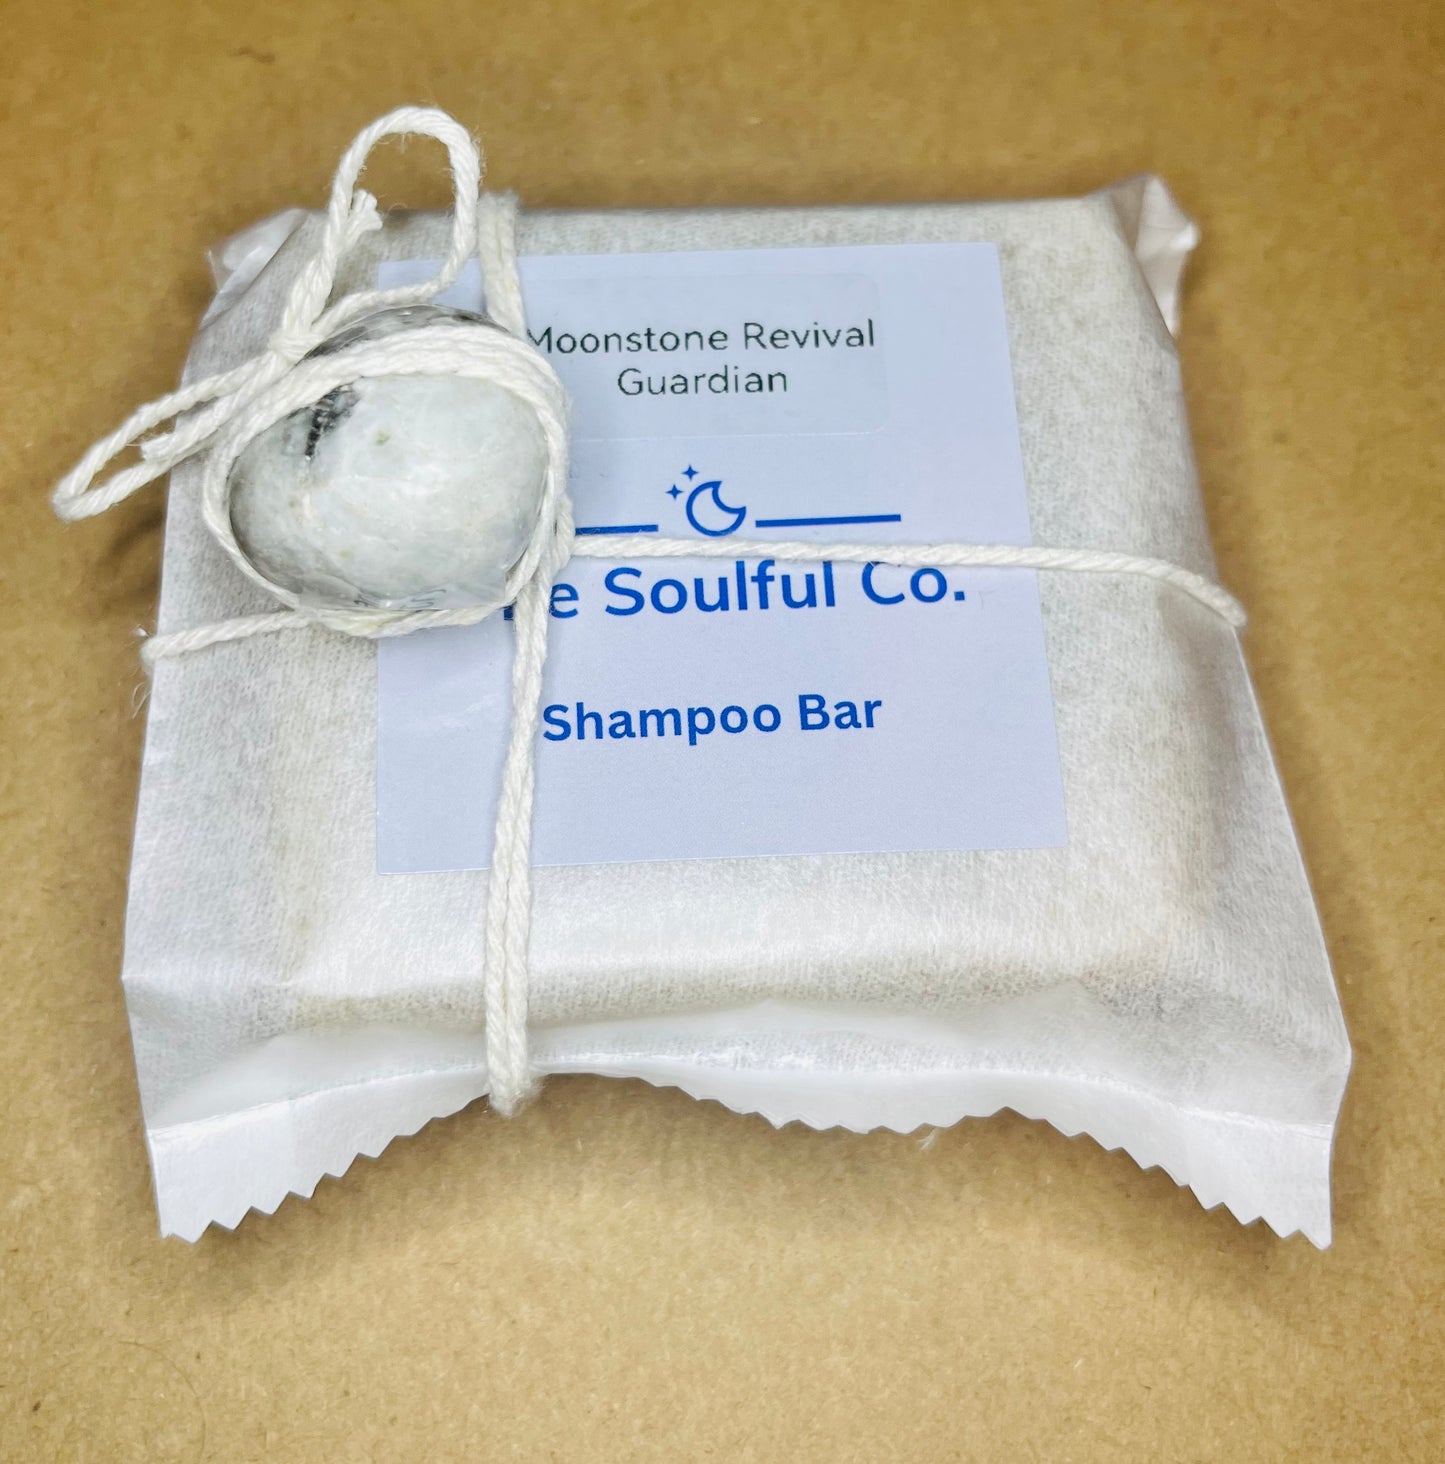 Moonstone Revival
Guardian
Soulful Co.
Shampoo Bar